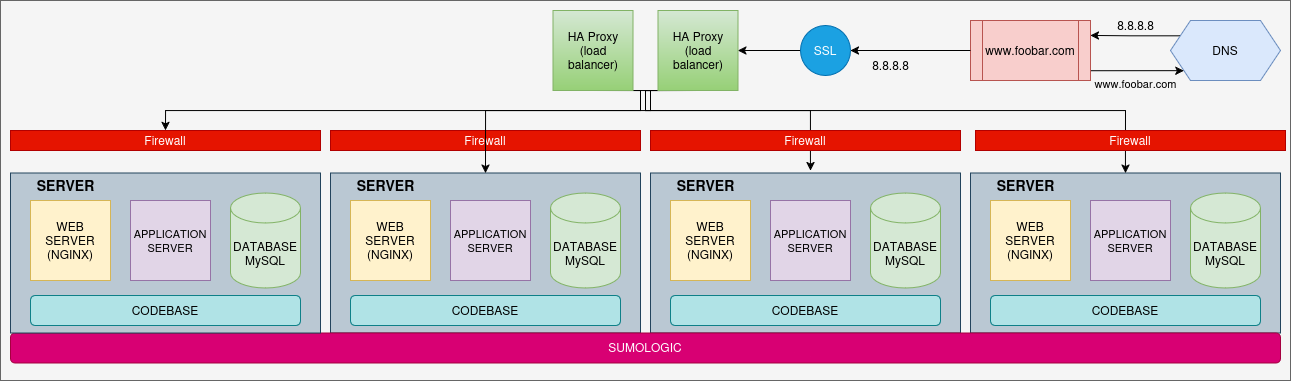 HA Proxy
(load
balancer)
HA Proxy
(load
balancer)
SSL
8.8.8.8
www.foobar.com
8.8.8.8
www.foobar.com
DNS
Firewall
Firewall
Firewall
Firewall
SERVER
WEB
SERVER
(NGINX)
APPLICATION
SERVER
DATABASE
MySQL
CODEBASE
SERVER
WEB
SERVER
(NGINX)
APPLICATION
SERVER
DATABASE
MySQL
CODEBASE
SERVER
WEB
SERVER
(NGINX)
APPLICATION
SERVER
DATABASE
MySQL
CODEBASE
SERVER
WEB
SERVER
(NGINX)
APPLICATION
SERVER
DATABASE
MySQL
CODEBASE
SUMOLOGIC